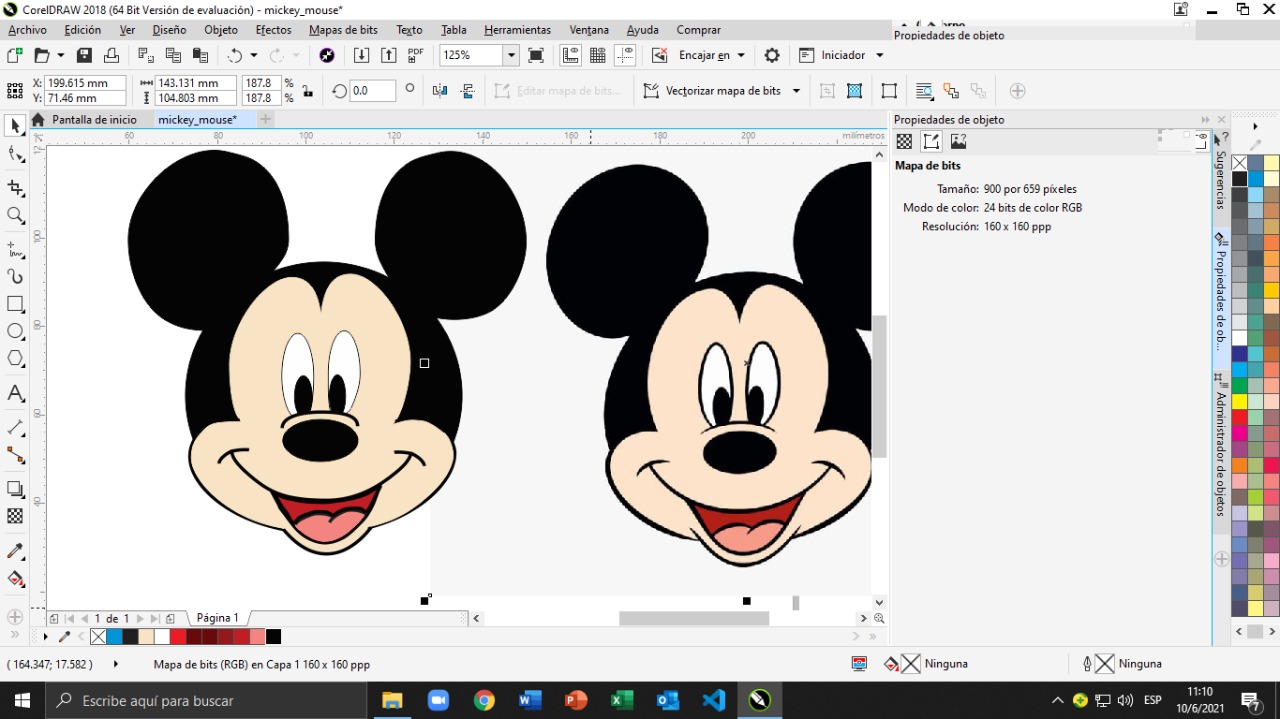 CorelDRAW 2018 (64 Bit Versión de evaluación) - mickey_mouse*
Archivo Edición Ver Diseño Objeto Efectos Mapas de bits Texto Tabla Herramientas Ventana Ayuda Comprar
Propiedades de objeto
PDF 125% Encajar en Iniciador
X: 199.615 mm 143.131 mm 187.8 %
Y: 71.46 mm 104.803 mm 187.8 %
0.0 Editar mapa de bits... Vectorizar mapa de bits
Pantalla de inicio mickey_mouse*
Propiedades de objeto
60 80 100 120 140 160 180 200 milímetros
100
80
60
40
Mapa de bits
Tamaño: 900 por 659 píxeles
Modo de color: 24 bits de color RGB
Resolución: 160 x 160 ppp
Sugerencias
Propiedades de ob...
Administrador de objetos
1 de 1 Página 1
( 164.347; 17.582 ) Mapa de bits (RGB) en Capa 1 160 x 160 ppp Ninguna Ninguna
Escribe aquí para buscar
ESP
11:10
10/6/2021
7